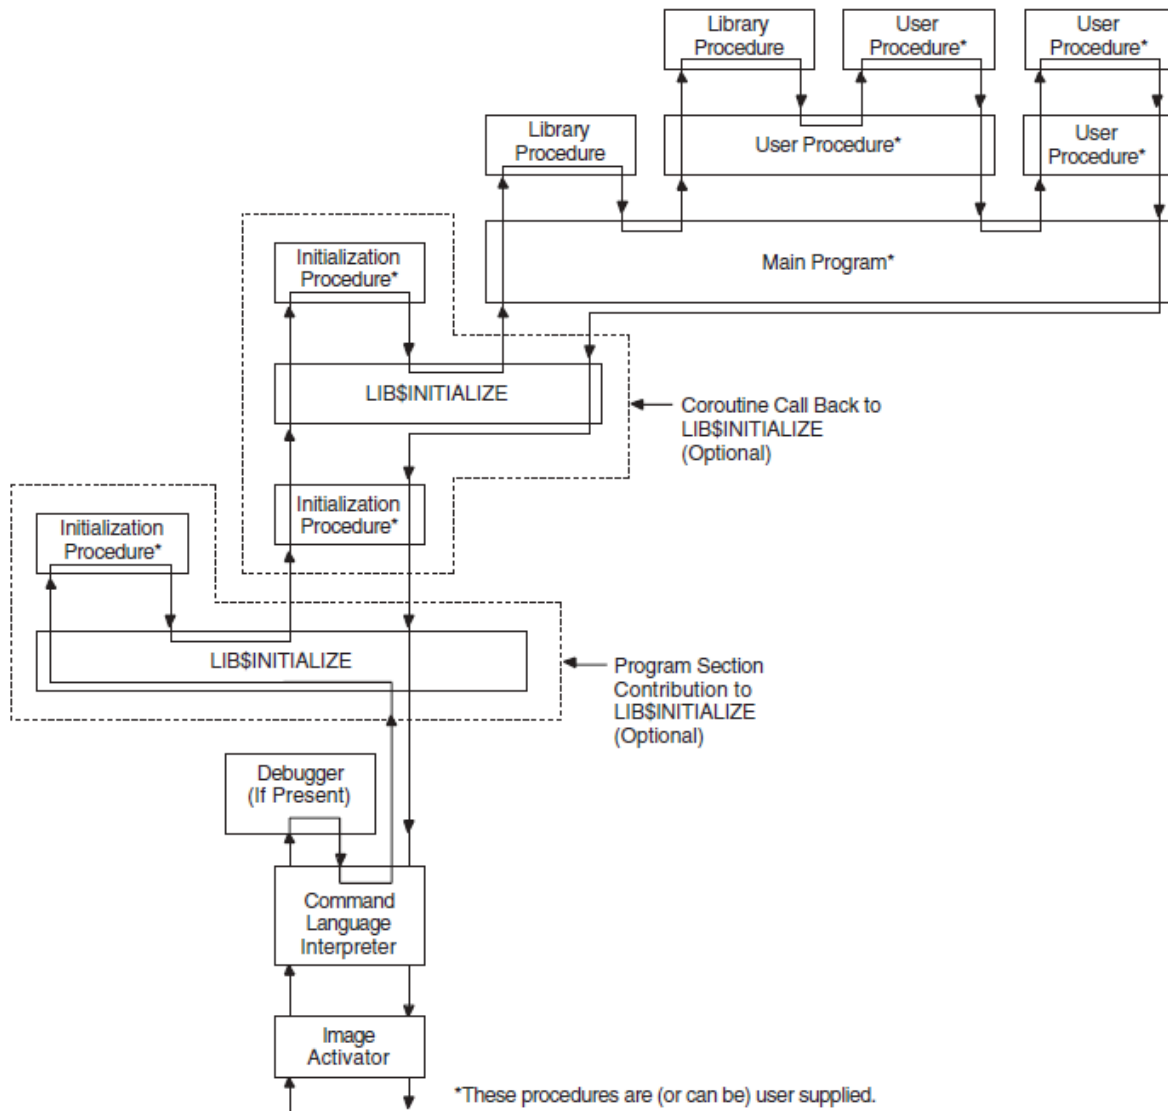 Library
Procedure
User
Procedure*
User
Procedure*
Library
Procedure
User Procedure*
User
Procedure*
Initialization
Procedure*
Main Program*
LIB$INITIALIZE
Coroutine Call Back to
LIB$INITIALIZE
(Optional)
Initialization
Procedure*
Initialization
Procedure*
LIB$INITIALIZE
Program Section
Contribution to
LIB$INITIALIZE
(Optional)
Debugger
(If Present)
Command
Language
Interpreter
Image
Activator
*These procedures are (or can be) user supplied.